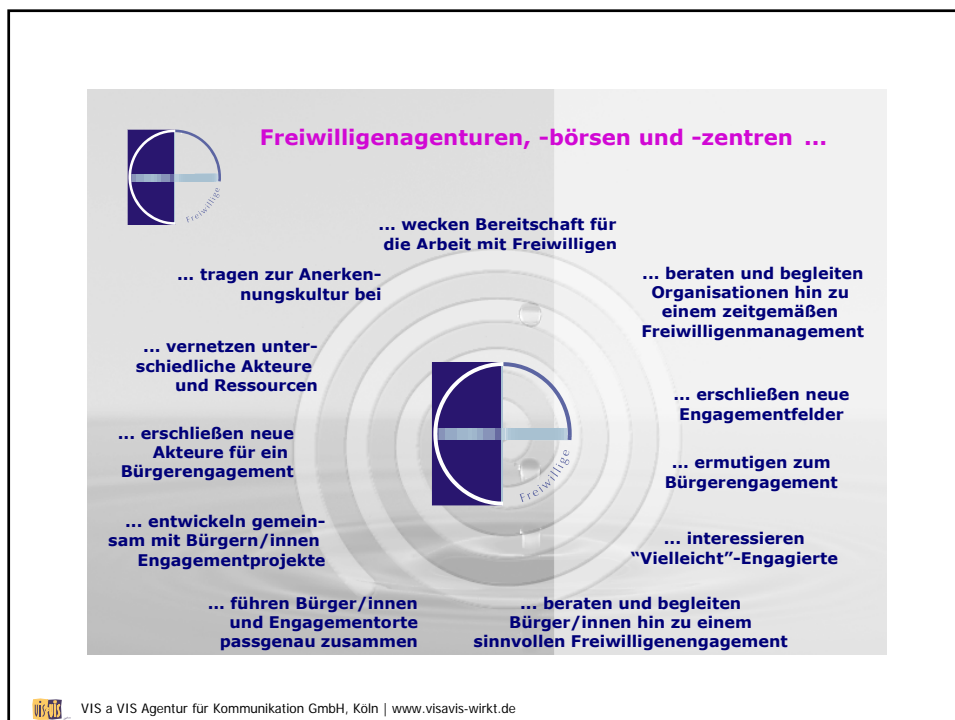 Freiwilligenagenturen, -börsen und -zentren ...
Freiwillige
... wecken Bereitschaft für
die Arbeit mit Freiwilligen
... tragen zur Anerken-
nungskultur bei
... beraten und begleiten
Organisationen hin zu
einem zeitgemäßen
Freiwilligenmanagement
... vernetzen unter-
schiedliche Akteure
und Ressourcen
... erschließen neue
Engagementfelder
... erschließen neue
Akteure für ein
Bürgerengagement
... ermutigen zum
Bürgerengagement
Freiwillige
... entwickeln gemein-
sam mit Bürgern/innen
Engagementprojekte
... interessieren
“Vielleicht”-Engagierte
... führen Bürger/innen
und Engagementorte
passgenau zusammen
... beraten und begleiten
Bürger/innen hin zu einem
sinnvollen Freiwilligenengagement
vis à vis
VIS a VIS Agentur für Kommunikation GmbH, Köln | www.visavis-wirkt.de